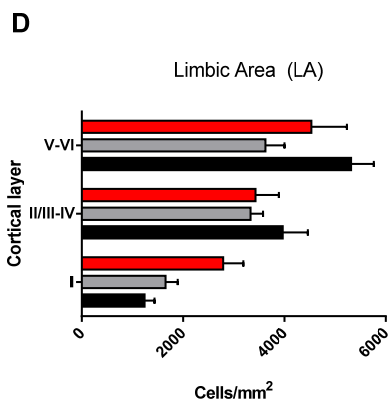 D
Limbic Area (LA)
Cortical layer
V-VI
II/III-IV
I
0 2000 4000 6000
Cells/mm²